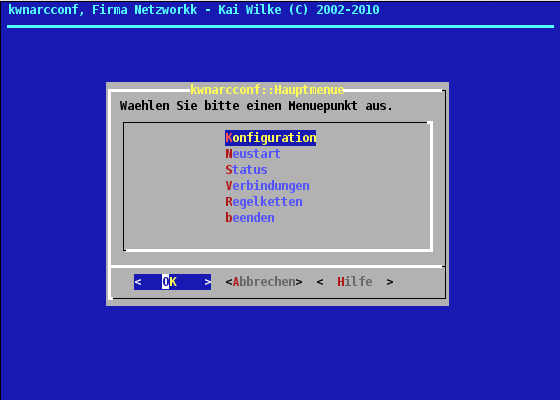 kwnarcconf, Firma Netzworkk - Kai Wilke (C) 2002-2010
kwnarcconf::Hauptmenue
Waehlen Sie bitte einen Menuepunkt aus.
Konfiguration
Neustart
Status
Verbindungen
Regelketten
beenden
< OK > <Abbrechen> < Hilfe >